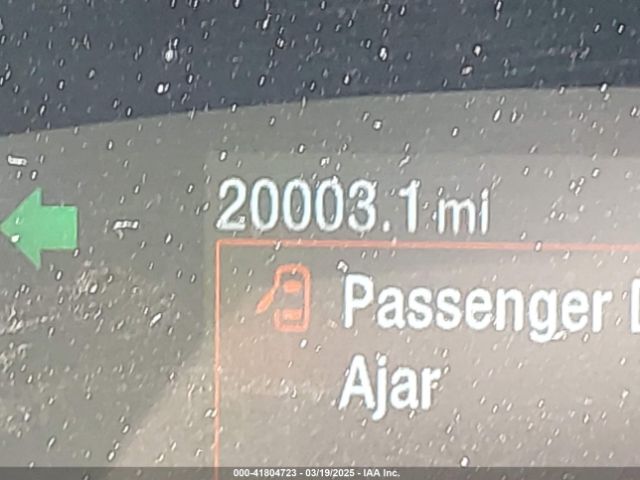 20003.1 mi
Passenger
Ajar
000-41804723 - 03/19/2025 - IAA Inc.